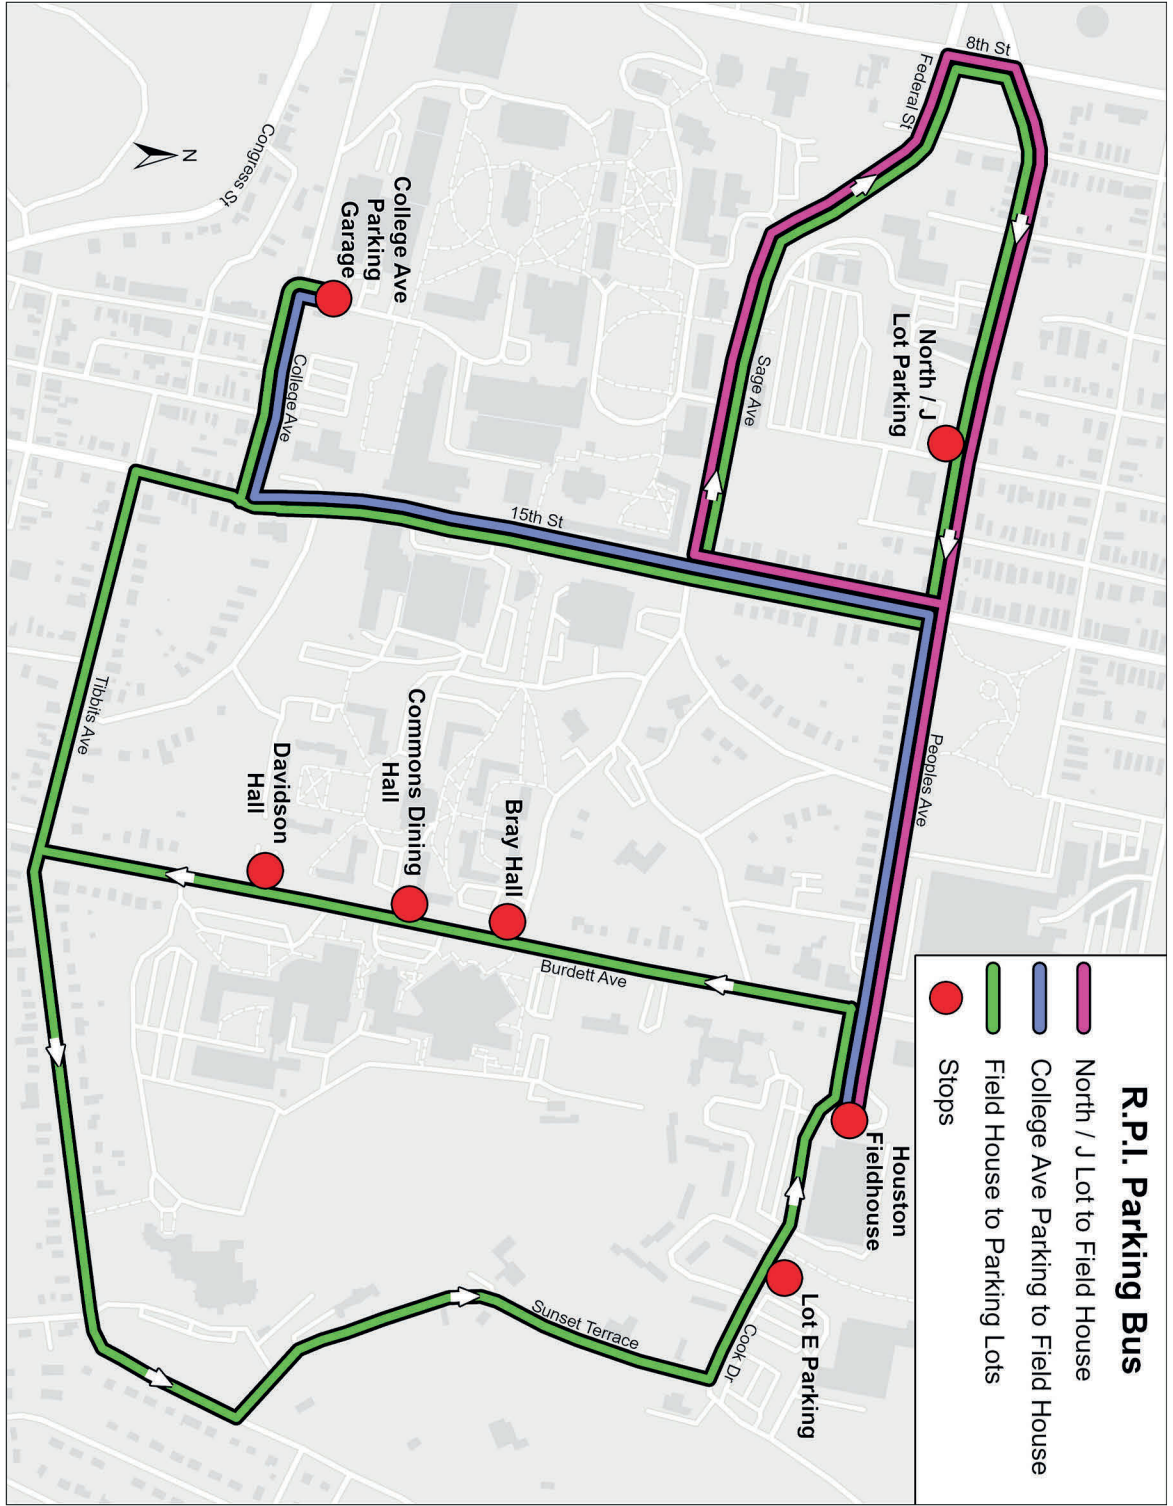 R.P.I. Parking Bus
North / J Lot to Field House
College Ave Parking to Field House
Field House to Parking Lots
Stops
8th St
Federal St
North / J
Lot Parking
Sage Ave
Peoples Ave
Houston
Fieldhouse
Lot E Parking
Cook Dr
Sunset Terrace
15th St
Bray Hall
Burdett Ave
Commons Dining
Hall
College Ave
Parking
Garage
College Ave
Davidson
Hall
Congress St
N
Tibbits Ave